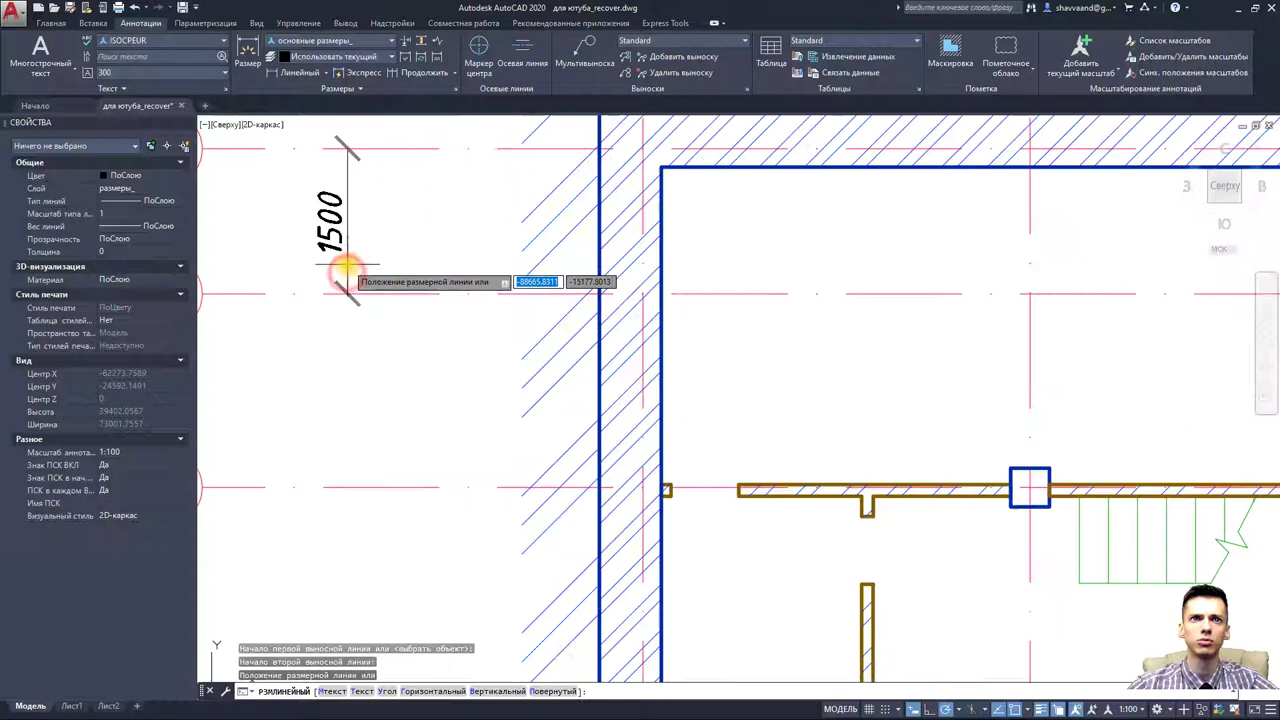 Autodesk AutoCAD 2020 для ютуба_recover.dwg
Введите ключевое слово/фразу
shavvaand@g...
Главная
Вставка
Аннотации
Параметризация
Вид
Управление
Вывод
Надстройки
Совместная работа
Рекомендованные приложения
Express Tools
Многострочный текст
ISOCPEUR
Поиск текста
300
Текст
Размер
основные размеры_
Использовать текущий
Линейный
Экспресс
Продолжить
Размеры
Маркер центра
Осевая линия
Осевые линии
Мультивыноска
Standard
Добавить выноску
Удалить выноску
Выноски
Таблица
Standard
Извлечение данных
Связать данные
Таблицы
Маскировка
Пометочное облако
Пометка
Добавить текущий масштаб
Список масштабов
Добавить/Удалить масштабы
Синх. положения масштабов
Масштабирование аннотаций
Начало
для ютуба_recover*
СВОЙСТВА
[−][Сверху][2D-каркас]
Ничего не выбрано
Общие
Цвет ПоСлою
Слой размеры_
Тип линий ПоСлою
Масштаб типа л... 1
Вес линий ПоСлою
Прозрачность ПоСлою
Толщина 0
3D-визуализация
Материал ПоСлою
Стиль печати
Стиль печати ПоЦвету
Таблица стилей... Нет
Пространство та... Модель
Тип стилей печа... Недоступно
Вид
Центр X -62273.7589
Центр Y -24592.1491
Центр Z 0
Высота 39402.0567
Ширина 73001.7557
Разное
Масштаб аннота... 1:100
Знак ПСК ВКЛ Да
Знак ПСК в нач.... Да
ПСК в каждом В... Да
Имя ПСК
Визуальный стиль 2D-каркас
1500
Положение размерной линии или
-88665.8311
-15177.8013
С
З
Сверху
В
Ю
МСК
Y
Начало первой выносной линии или <выбрать объект>:
Начало второй выносной линии:
Положение размерной линии или
РЗМЛИНЕЙНЫЙ [Мтекст Текст Угол Горизонтальный Вертикальный Повернутый]:
Модель
Лист1
Лист2
МОДЕЛЬ
1:100